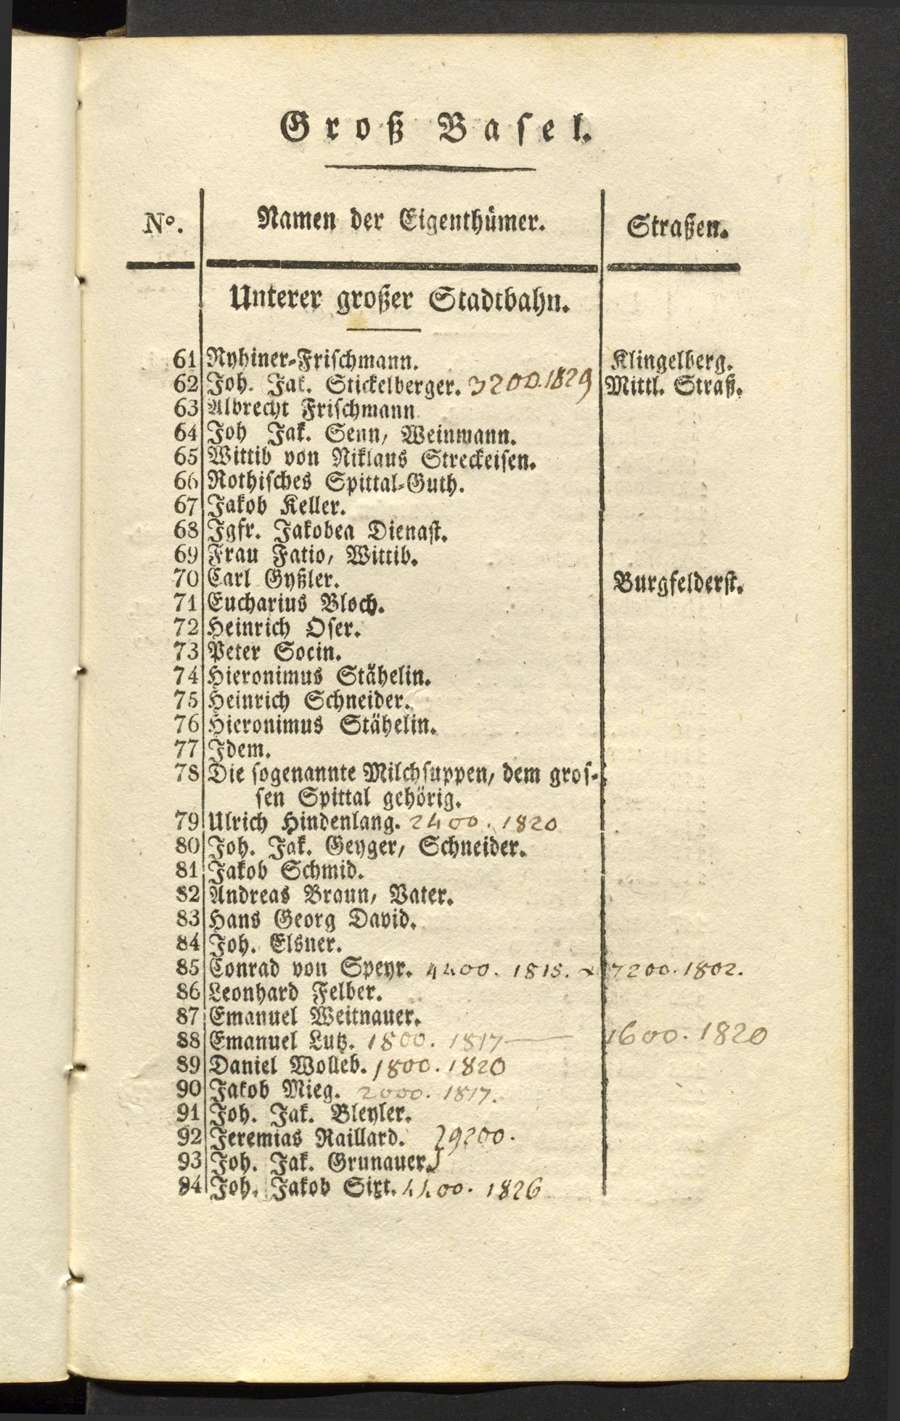 Groß Basel.
N°. Namen der Eigenthümer. Straßen.
Unterer großer Stadtbahn.
61 Ryhiner-Frischmann. Klingelberg.
62 Joh. Jak. Stickelberger. 3200. 1829 Mittl. Straß.
63 Albrecht Frischmann
64 Joh Jak. Senn, Weinmann.
65 Wittib von Niklaus Streckeisen.
66 Rothisches Spittal-Guth.
67 Jakob Keller.
68 Jgfr. Jakobea Dienast.
69 Frau Fatio, Wittib.
70 Carl Gyßler. Burgfelderst.
71 Eucharius Bloch.
72 Heinrich Oser.
73 Peter Socin.
74 Hieronimus Stähelin.
75 Heinrich Schneider.
76 Hieronimus Stähelin.
77 Idem.
78 Die sogenannte Milchsuppen, dem gros-
sen Spittal gehörig.
79 Ulrich Hindenlang. 2400. 1820
80 Joh. Jak. Geyger, Schneider.
81 Jakob Schmid.
82 Andreas Braun, Vater.
83 Hans Georg David.
84 Joh. Elsner.
85 Conrad von Speyr. 4400. 1815. 7200. 1802.
86 Leonhard Felber.
87 Emanuel Weitnauer.
88 Emanuel Lutz. 1800. 1817 — 1600. 1820
89 Daniel Wolleb. 1800. 1820
90 Jakob Mieg. 2000. 1817.
91 Joh. Jak. Bleyler.
92 Jeremias Raillard. 29200.
93 Joh. Jak. Grunauer.
94 Joh. Jakob Sixt. 4400. 1826